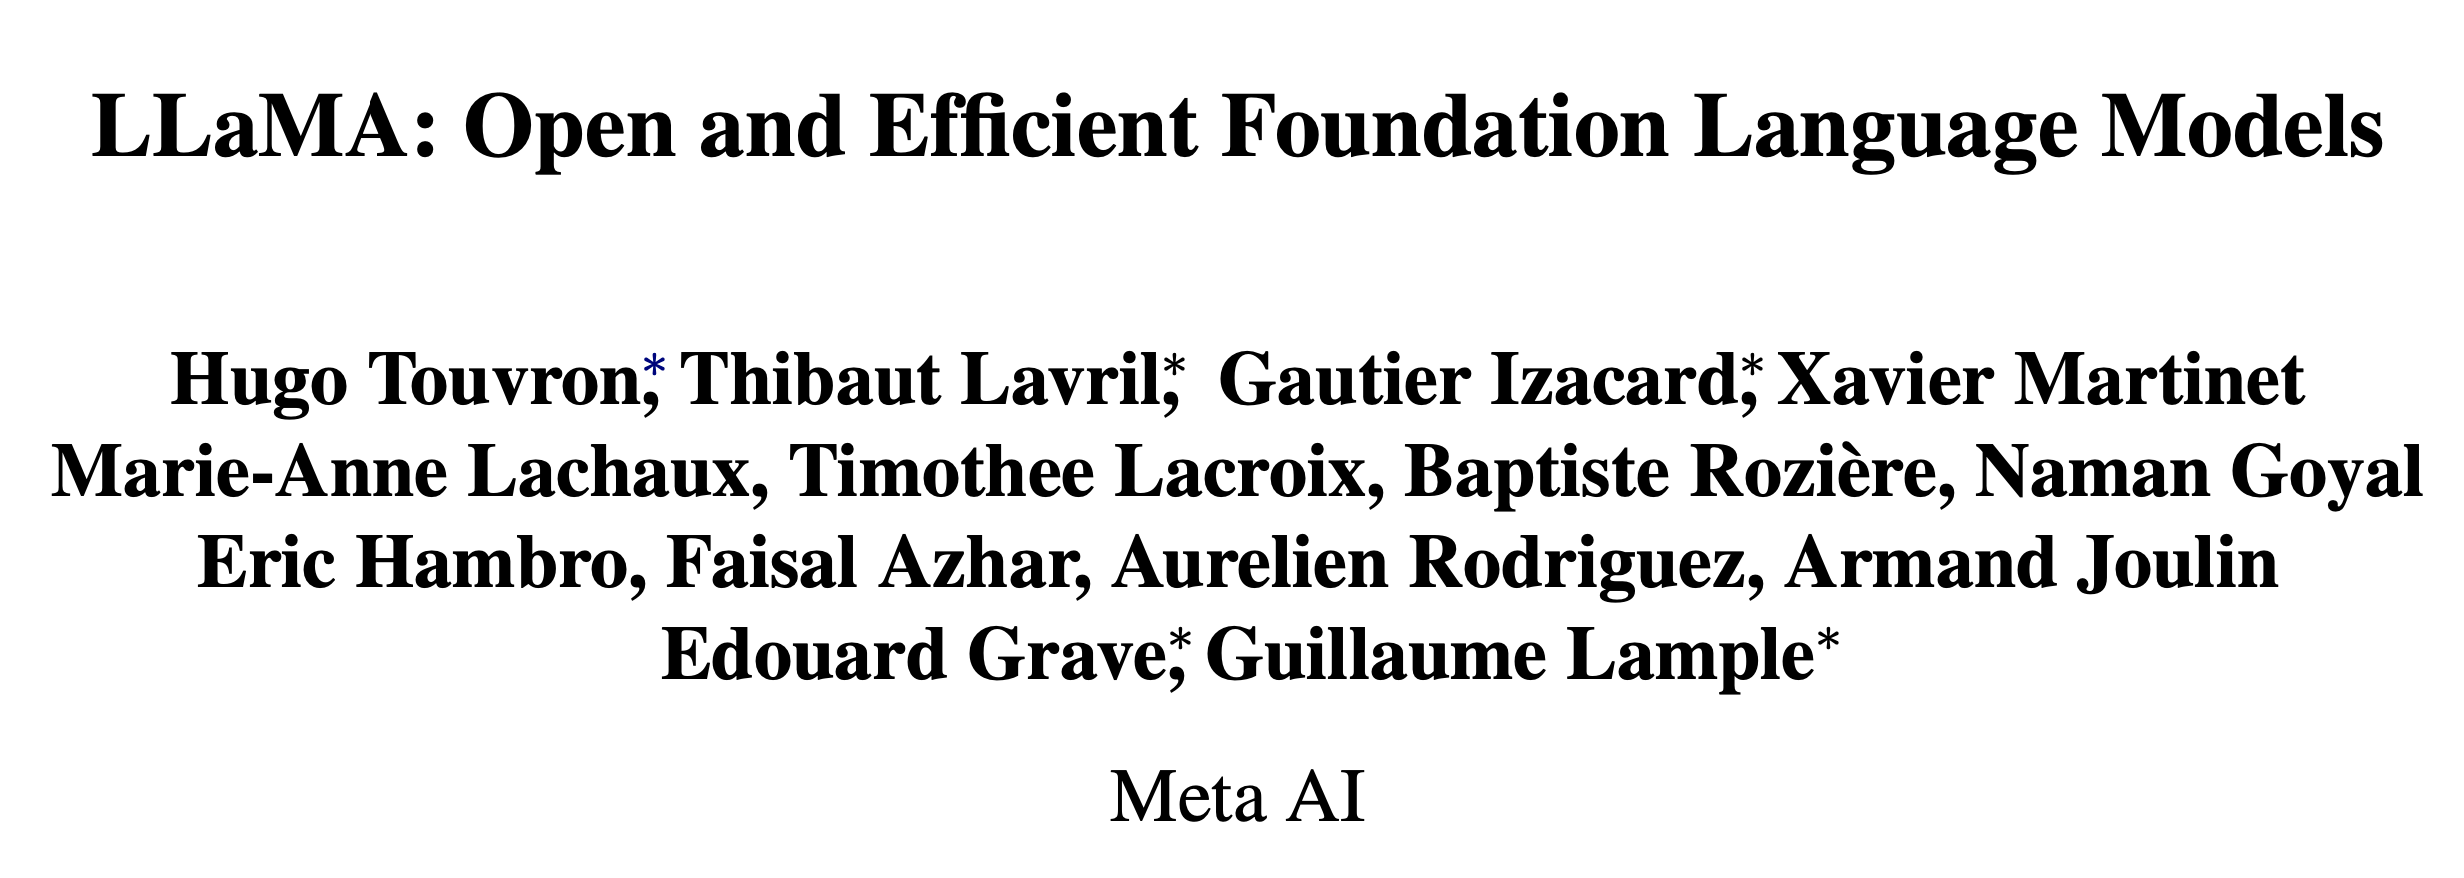 LLaMA: Open and Efficient Foundation Language Models
Hugo Touvron,* Thibaut Lavril,* Gautier Izacard,* Xavier Martinet
Marie-Anne Lachaux, Timothee Lacroix, Baptiste Rozière, Naman Goyal
Eric Hambro, Faisal Azhar, Aurelien Rodriguez, Armand Joulin
Edouard Grave,* Guillaume Lample*
Meta AI